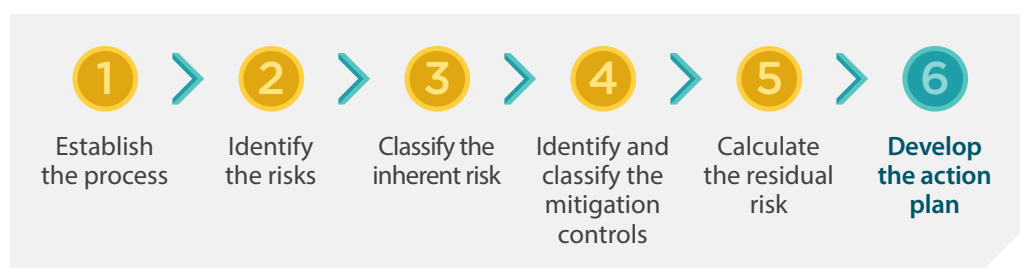 1
Establish
the process
2
Identify
the risks
3
Classify the
inherent risk
4
Identify and
classify the
mitigation
controls
5
Calculate
the residual
risk
6
Develop
the action
plan